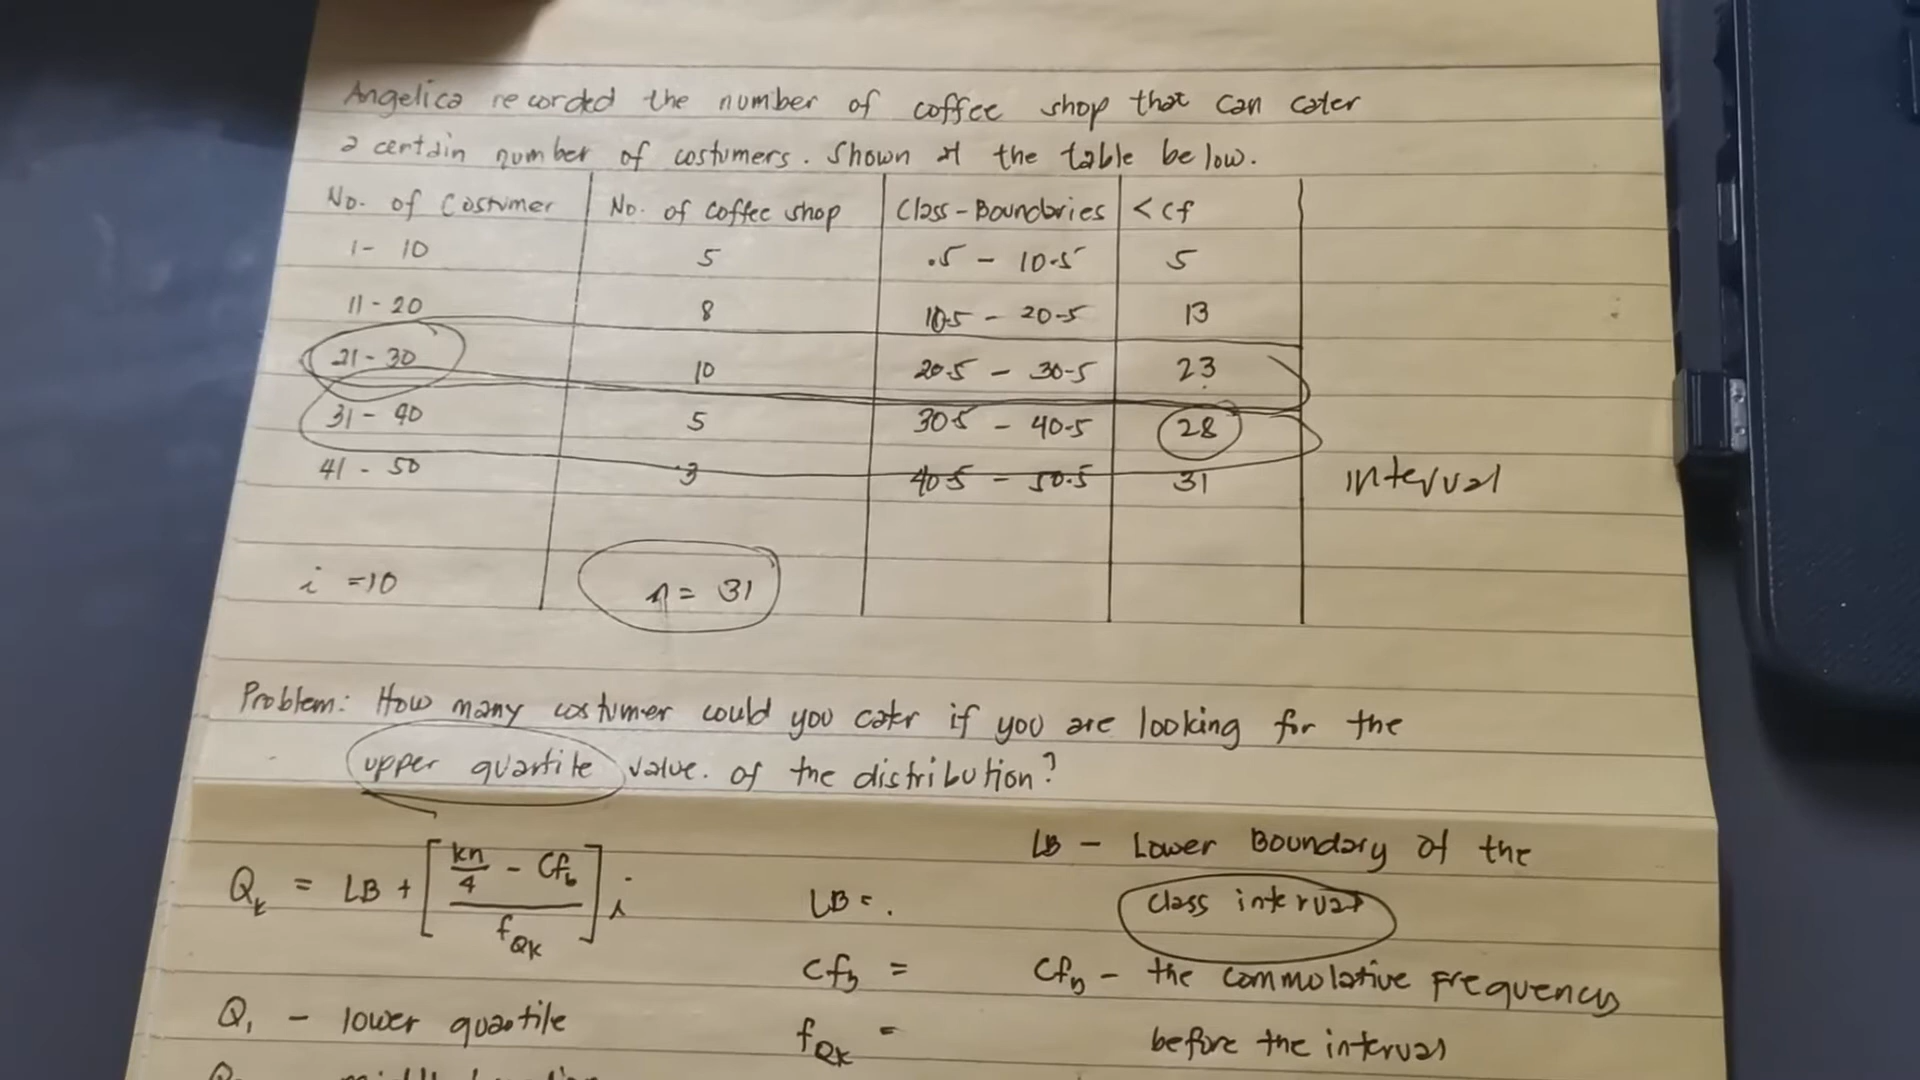 Angelica recorded the number of coffee shop that can cater
a certain number of costumers. Shown at the table below.
No. of Costumer No. of coffee shop Class-Boundaries < cf
1 - 10 5 .5 - 10.5 5
11 - 20 8 10.5 - 20.5 13
21 - 30 10 20.5 - 30.5 23
31 - 40 5 30.5 - 40.5 28
41 - 50 3 40.5 - 50.5 31 interval
i = 10 n = 31
Problem: How many costumer could you cater if you are looking for the
upper quartile value. of the distribution?
LB - Lower Boundary of the
Qk = LB + [kn/4 - Cfb / fQk] i LB = . class interval
Cfb = Cfb - the commolative Frequency
Q1 - lower quartile fQk = before the interval